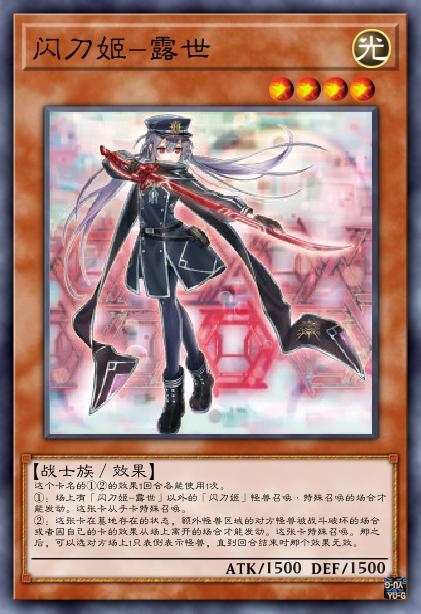 闪刀姬-露世
光
【战士族/效果】
这个卡名的①②的效果1回合各能使用1次。
①：场上有「闪刀姬-露世」以外的「闪刀姬」怪兽召唤·特殊召唤的场合才
能发动。这张卡从手卡特殊召唤。
②：这张卡在墓地存在的状态，额外怪兽区域的对方怪兽被战斗破坏的场合
或者因自己的卡的效果从场上离开的场合才能发动。这张卡特殊召唤。那之
后，可以选对方场上1只表侧表示怪兽，直到回合结束时那个效果无效。
ATK/1500 DEF/1500